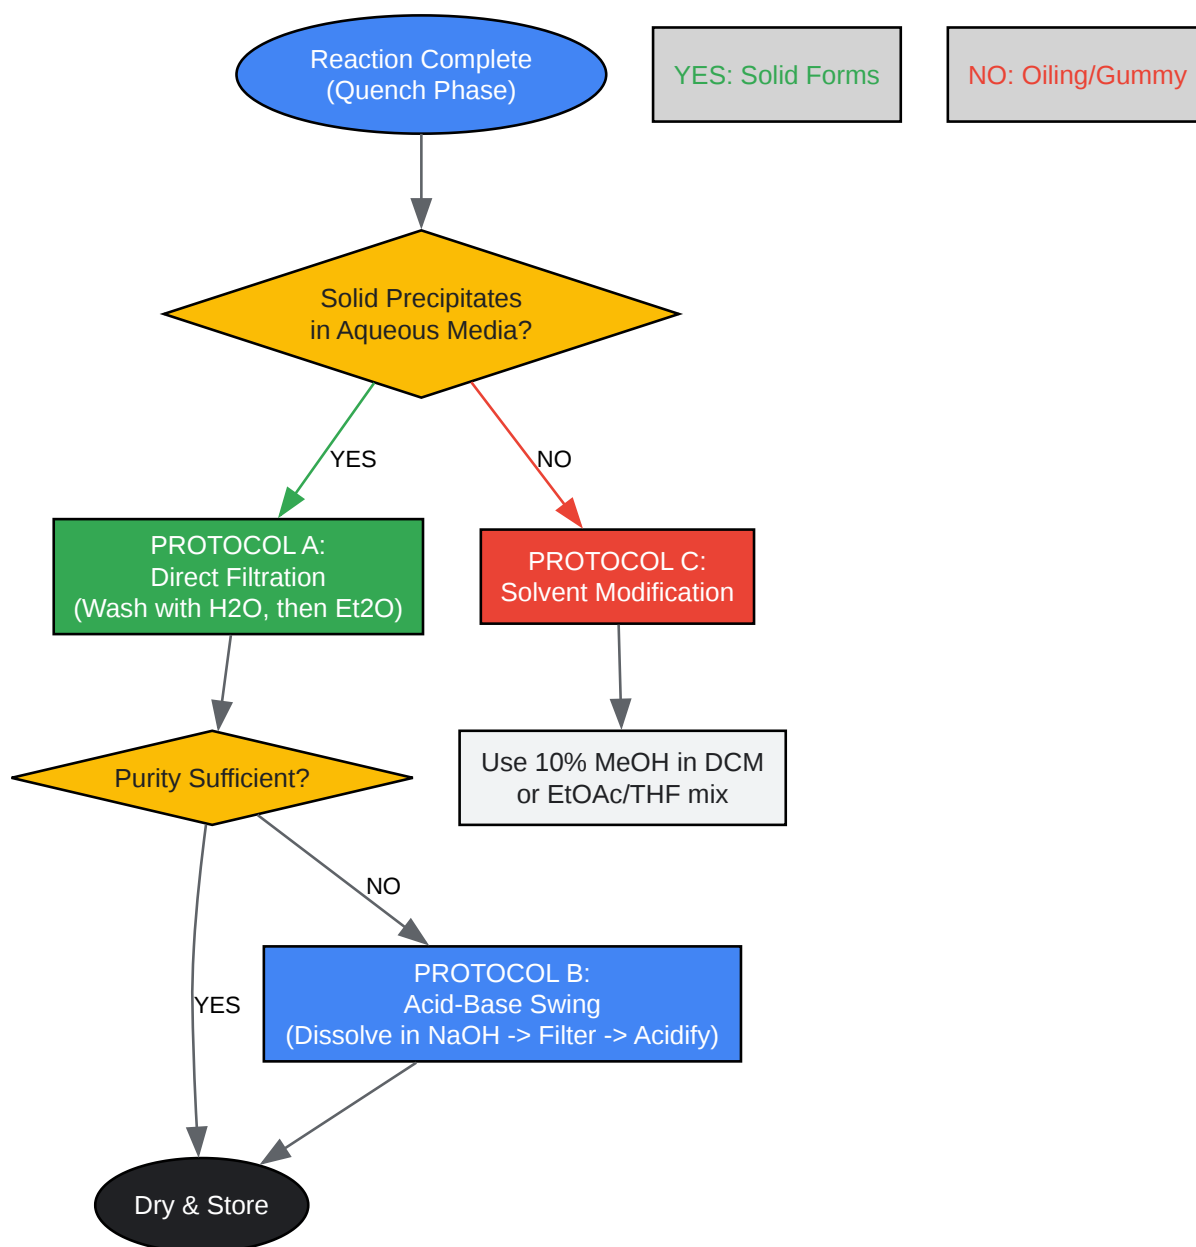 Reaction Complete
(Quench Phase)
YES: Solid Forms
NO: Oiling/Gummy
Solid Precipitates
in Aqueous Media?
YES
NO
PROTOCOL A:
Direct Filtration
(Wash with H2O, then Et2O)
PROTOCOL C:
Solvent Modification
Purity Sufficient?
Use 10% MeOH in DCM
or EtOAc/THF mix
NO
PROTOCOL B:
Acid-Base Swing
(Dissolve in NaOH -> Filter -> Acidify)
YES
Dry & Store